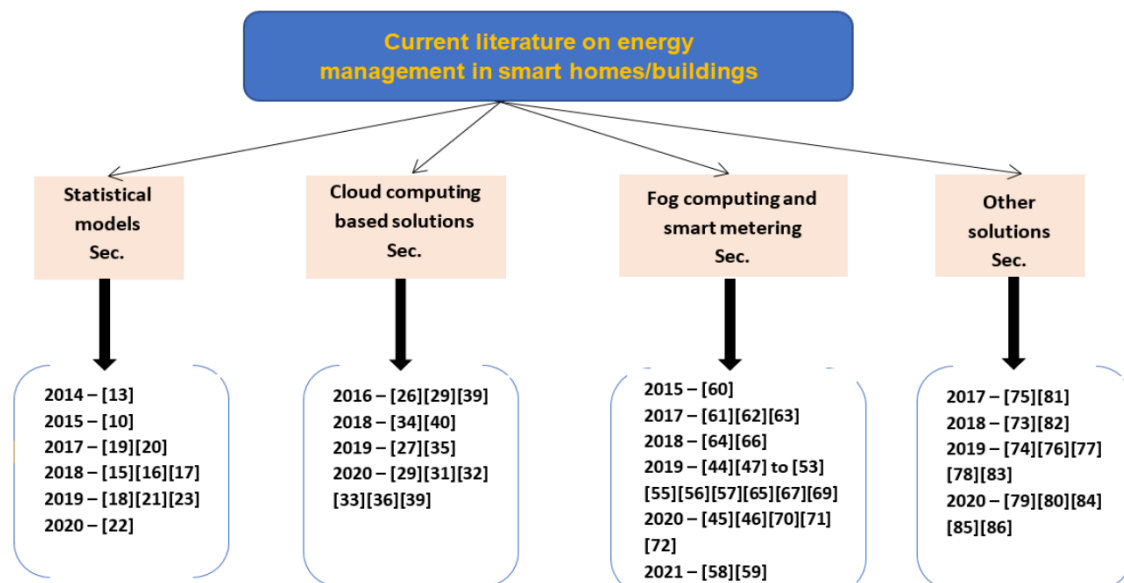 Current literature on energy
management in smart homes/buildings
Statistical
models
Sec.
Cloud computing
based solutions
Sec.
Fog computing and
smart metering
Sec.
Other
solutions
Sec.
2014 – [13]
2015 – [10]
2017 – [19][20]
2018 – [15][16][17]
2019 – [18][21][23]
2020 – [22]
2016 – [26][29][39]
2018 – [34][40]
2019 – [27][35]
2020 – [29][31][32]
[33][36][39]
2015 – [60]
2017 – [61][62][63]
2018 – [64][66]
2019 – [44][47] to [53]
[55][56][57][65][67][69]
2020 – [45][46][70][71]
[72]
2021 – [58][59]
2017 – [75][81]
2018 – [73][82]
2019 – [74][76][77]
[78][83]
2020 – [79][80][84]
[85][86]